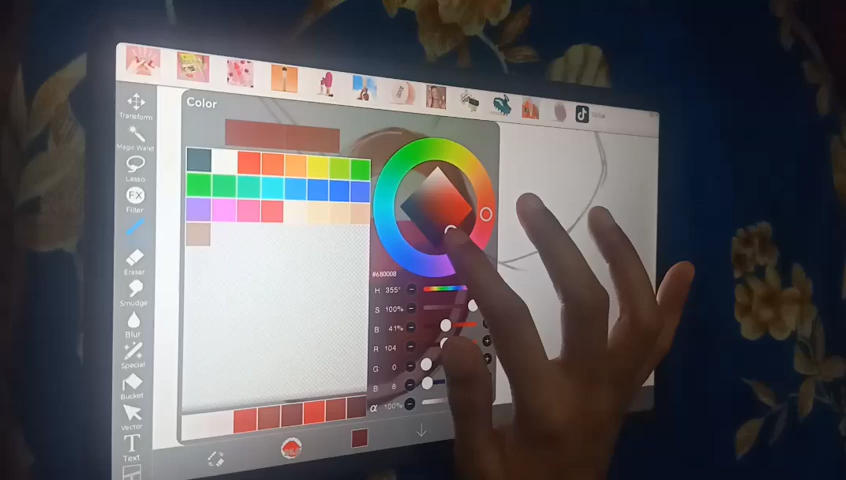 Color
Transform
Magic Wand
Lasso
FX
Filter
Eraser
Smudge
Blur
Special
Bucket
Vector
T
Text
#680008
H 355°
S 100%
B 41%
R 104
G 0
B 8
α 100%